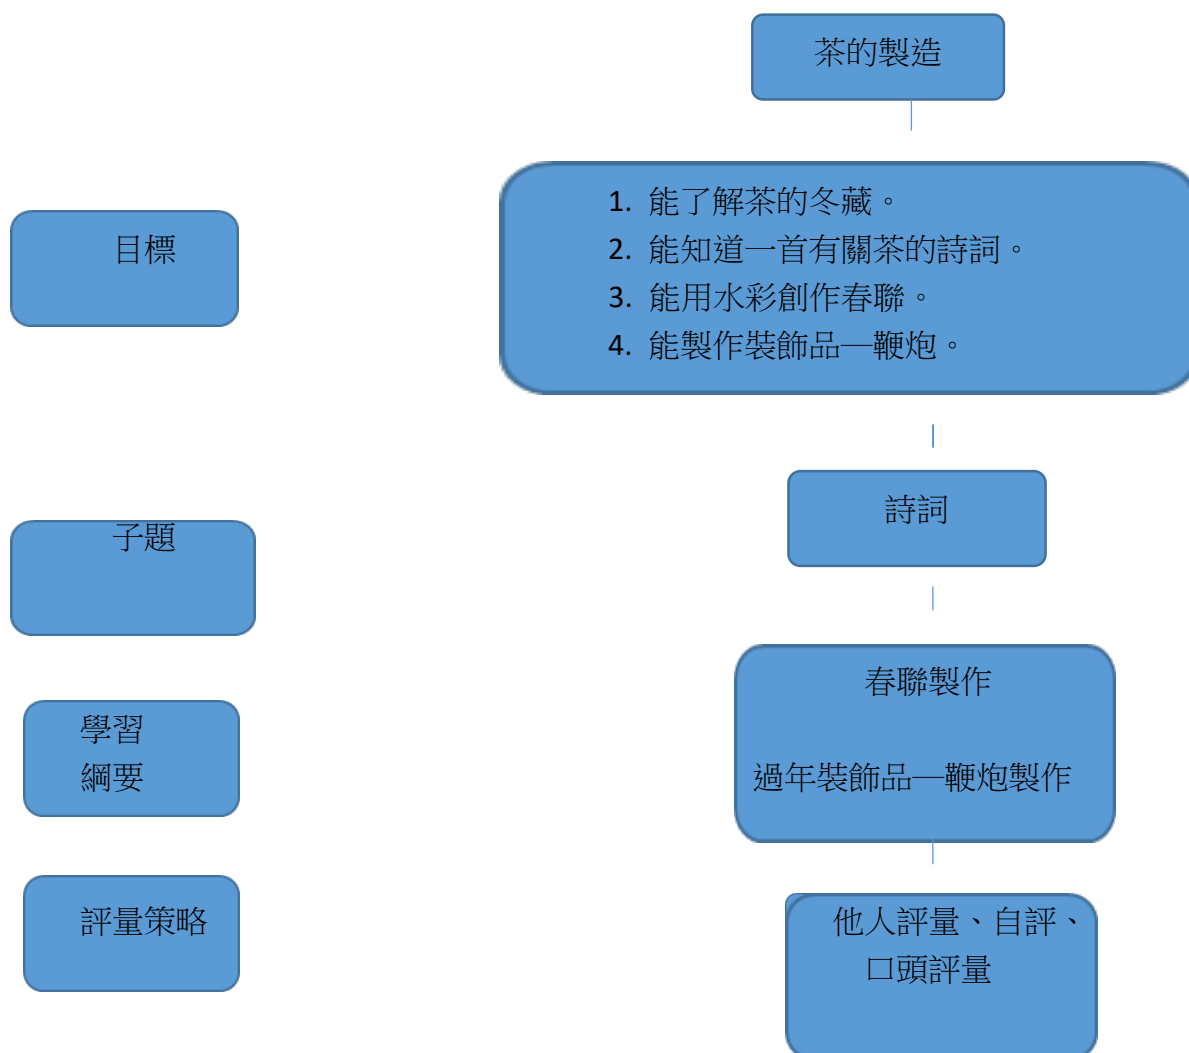 茶的製造
目標
1. 能了解茶的冬藏。
2. 能知道一首有關茶的詩詞。
3. 能用水彩創作春聯。
4. 能製作裝飾品—鞭炮。
子題
詩詞
學習
綱要
春聯製作
過年裝飾品—鞭炮製作
評量策略
他人評量、自評、
口頭評量